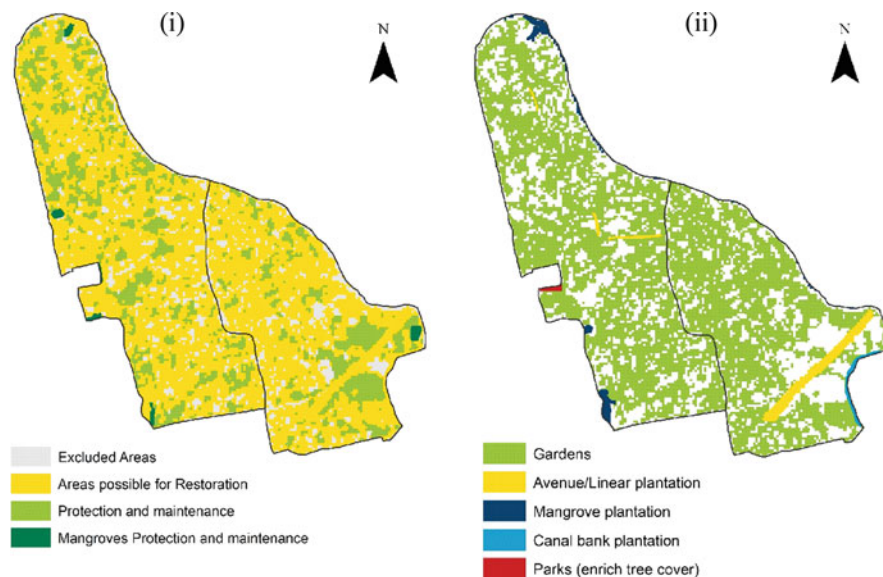 (i)
N
Excluded Areas
Areas possible for Restoration
Protection and maintenance
Mangroves Protection and maintenance
(ii)
N
Gardens
Avenue/Linear plantation
Mangrove plantation
Canal bank plantation
Parks (enrich tree cover)